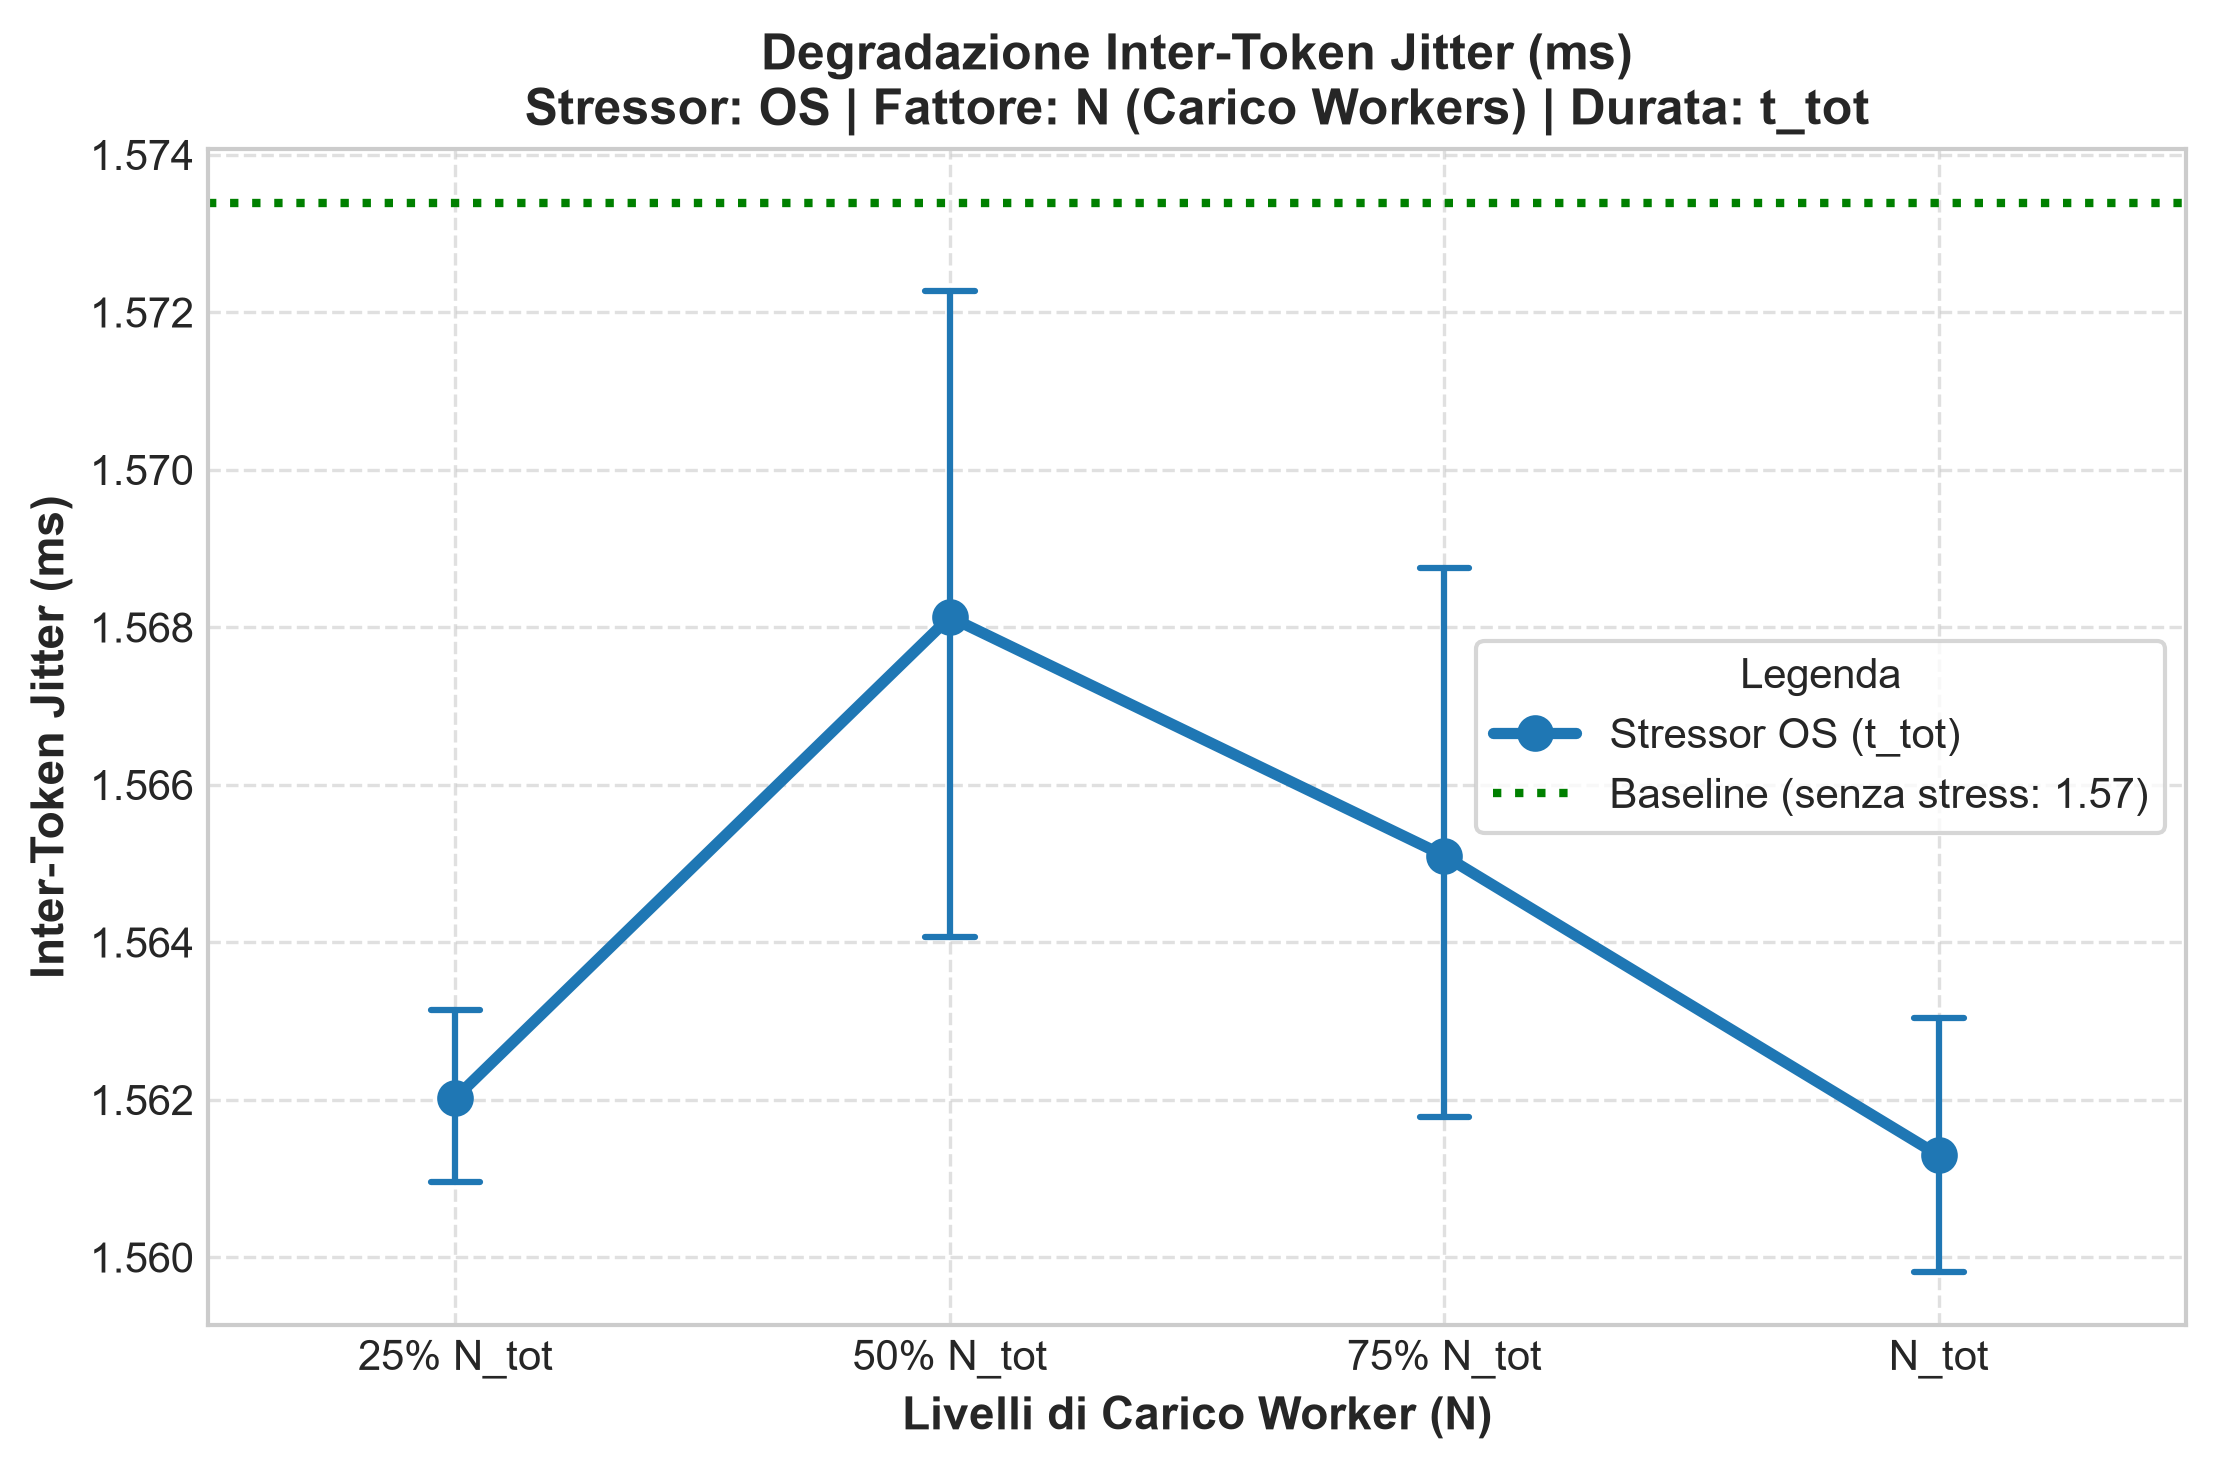 Degradazione Inter-Token Jitter (ms)
Stressor: OS | Fattore: N (Carico Workers) | Durata: t_tot
1.574
1.572
1.570
1.568
1.566
1.564
1.562
1.560
Inter-Token Jitter (ms)
Legenda
Stressor OS (t_tot)
Baseline (senza stress: 1.57)
25% N_tot
50% N_tot
75% N_tot
N_tot
Livelli di Carico Worker (N)